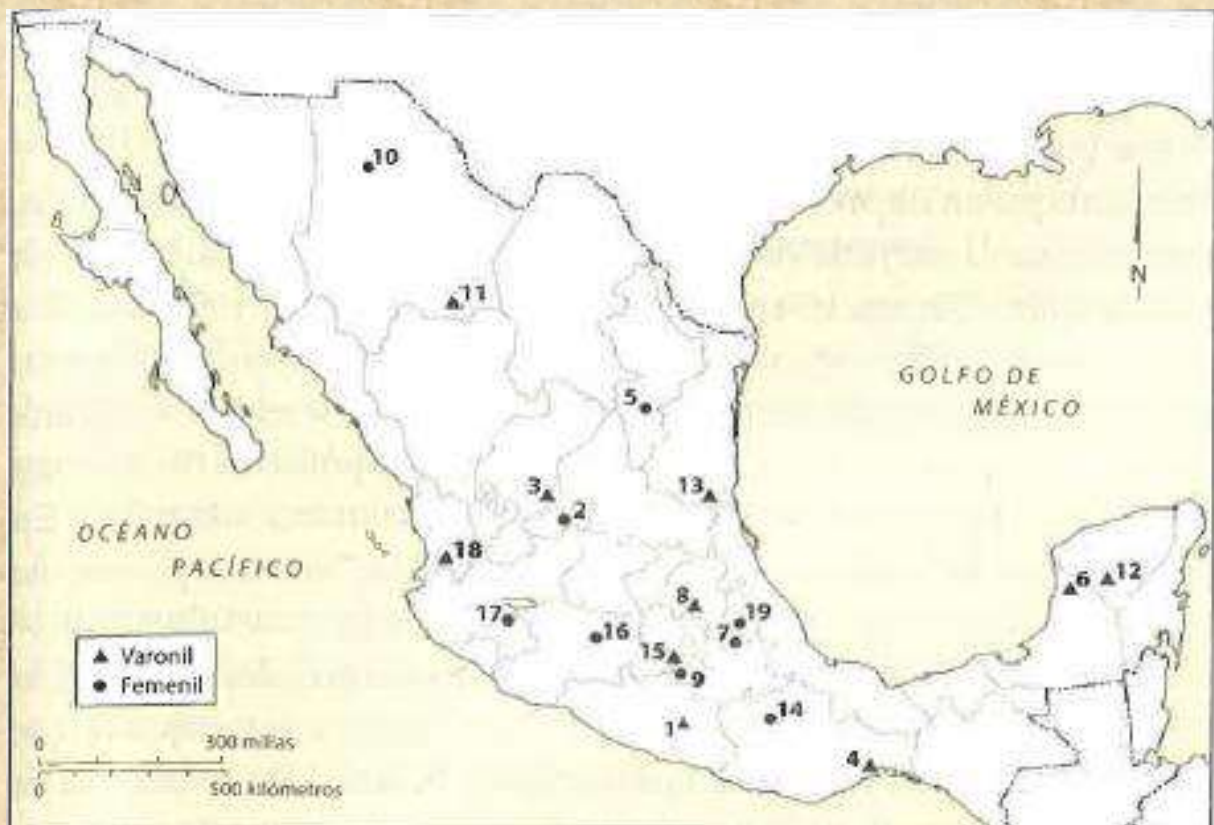 10
11
N
GOLFO DE
MÉXICO
5
3
13
2
OCÉANO
PACÍFICO
18
6
12
8
17
19
16
7
Varonil
Femenil
15
9
14
1
4
0 300 millas
0 500 kilómetros